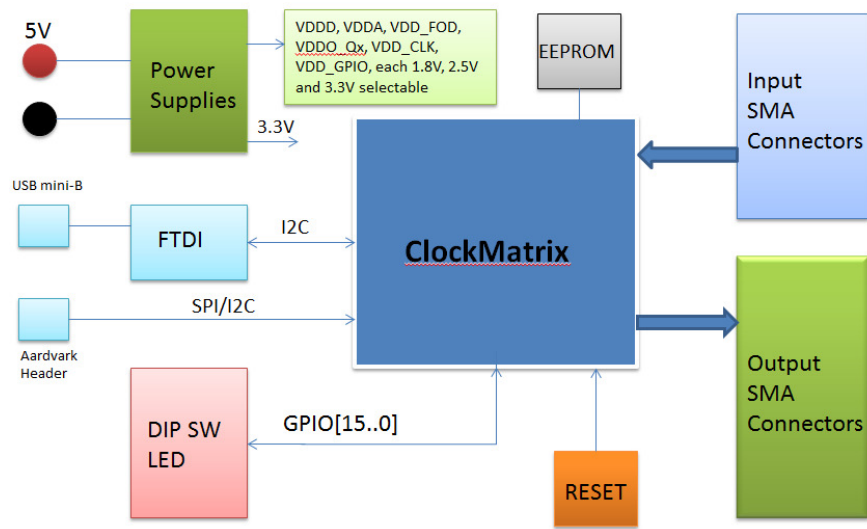 5V
Power
Supplies
VDDD, VDDA, VDD_FOD,
VDDO_Qx, VDD_CLK,
VDD_GPIO, each 1.8V, 2.5V
and 3.3V selectable
3.3V
EEPROM
Input
SMA
Connectors
USB mini-B
FTDI
I2C
ClockMatrix
SPI/I2C
Aardvark
Header
DIP SW
LED
GPIO[15..0]
RESET
Output
SMA
Connectors